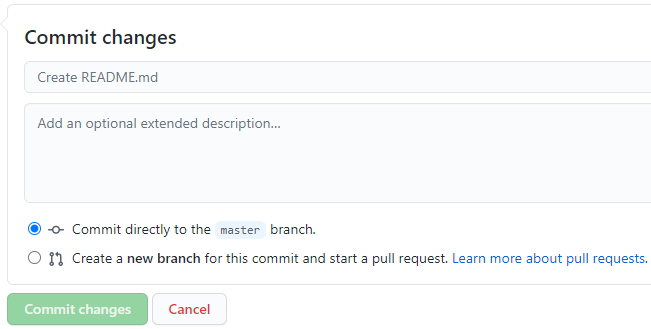 Commit changes
Create README.md
Add an optional extended description...
Commit directly to the master branch.
Create a new branch for this commit and start a pull request. Learn more about pull requests.
Commit changes
Cancel